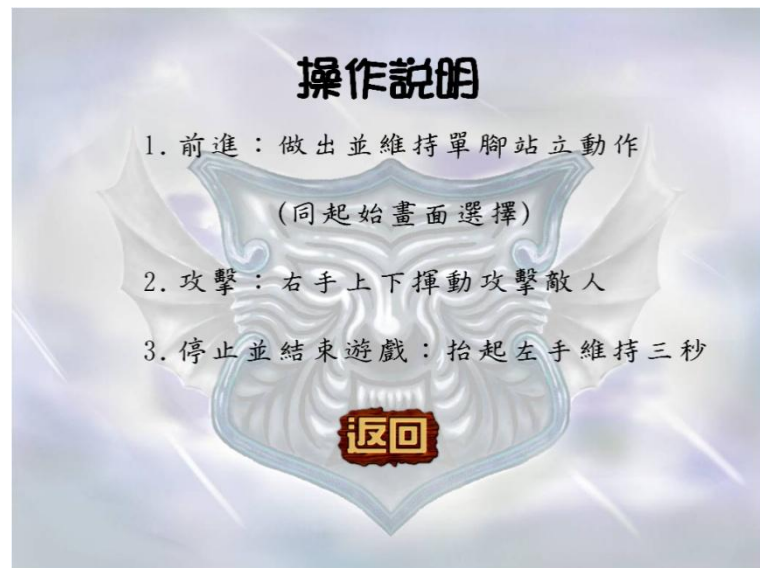 操作說明
1.前進：做出並維持單腳站立動作
(同起始畫面選擇)
2.攻擊：右手上下揮動攻擊敵人
3.停止並結束遊戲：抬起左手維持三秒
返回